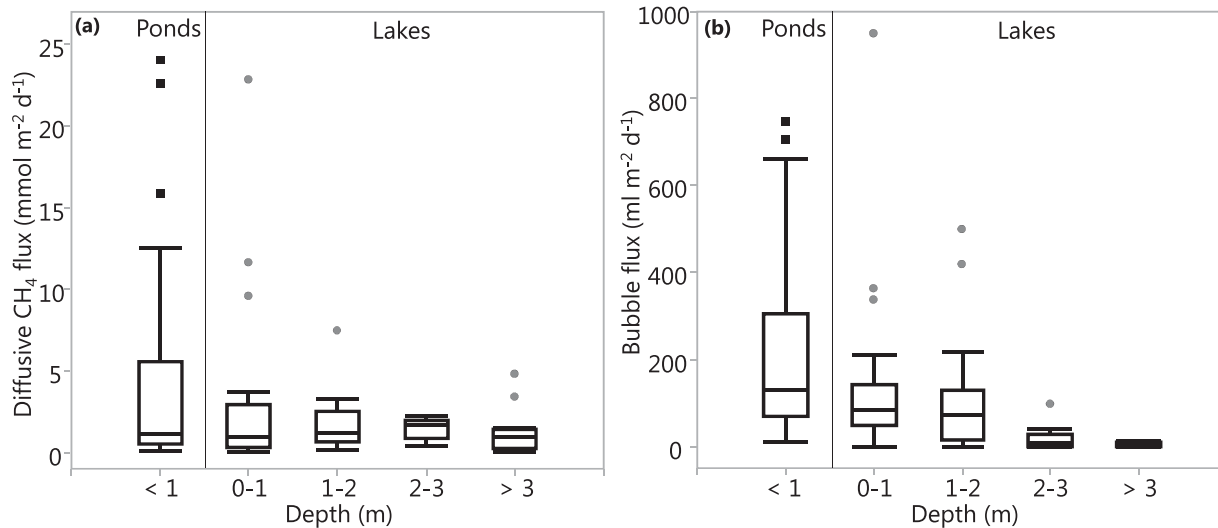 (a) Ponds Lakes
Diffusive CH4 flux (mmol m-2 d-1)
25
20
15
10
5
0
< 1 0-1 1-2 2-3 > 3
Depth (m)
(b) Ponds Lakes
Bubble flux (ml m-2 d-1)
1000
800
600
400
200
0
< 1 0-1 1-2 2-3 > 3
Depth (m)